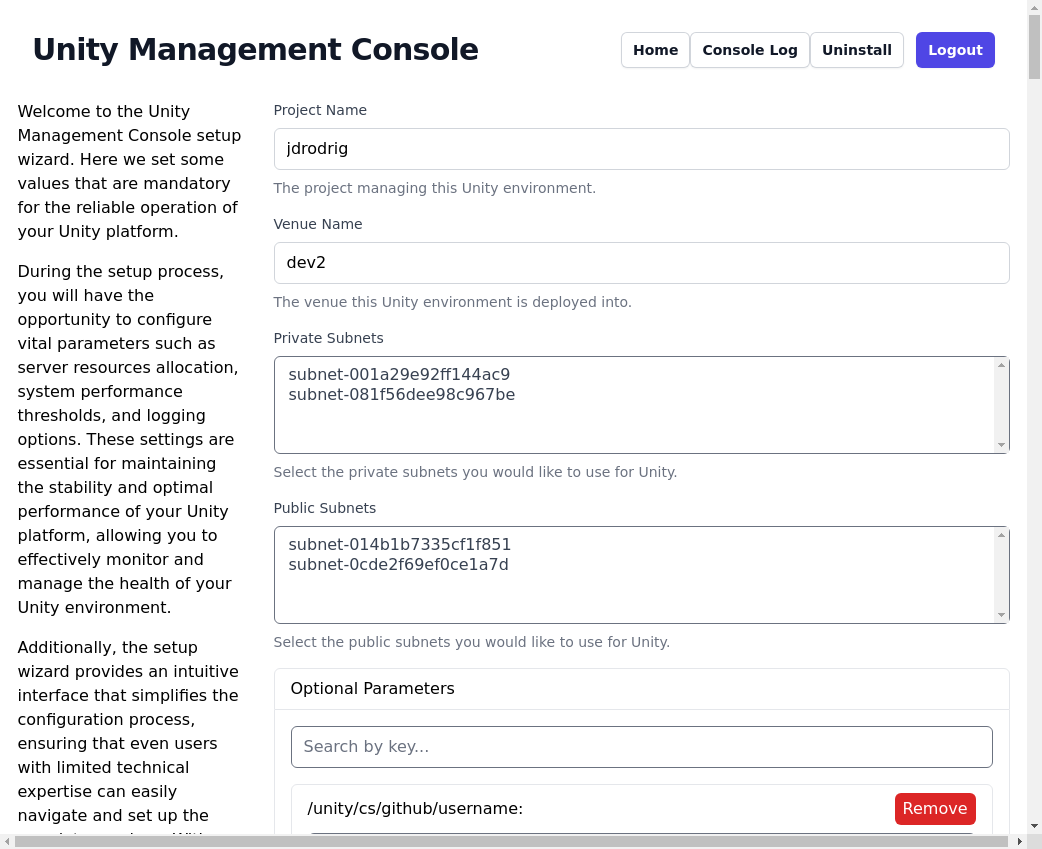 Unity Management Console
Home
Console Log
Uninstall
Logout
Welcome to the Unity
Management Console setup
wizard. Here we set some
values that are mandatory
for the reliable operation of
your Unity platform.
During the setup process,
you will have the
opportunity to configure
vital parameters such as
server resources allocation,
system performance
thresholds, and logging
options. These settings are
essential for maintaining
the stability and optimal
performance of your Unity
platform, allowing you to
effectively monitor and
manage the health of your
Unity environment.
Additionally, the setup
wizard provides an intuitive
interface that simplifies the
configuration process,
ensuring that even users
with limited technical
expertise can easily
navigate and set up the
Project Name
jdrodrig
The project managing this Unity environment.
Venue Name
dev2
The venue this Unity environment is deployed into.
Private Subnets
subnet-001a29e92ff144ac9
subnet-081f56dee98c967be
Select the private subnets you would like to use for Unity.
Public Subnets
subnet-014b1b7335cf1f851
subnet-0cde2f69ef0ce1a7d
Select the public subnets you would like to use for Unity.
Optional Parameters
Search by key...
/unity/cs/github/username:
Remove